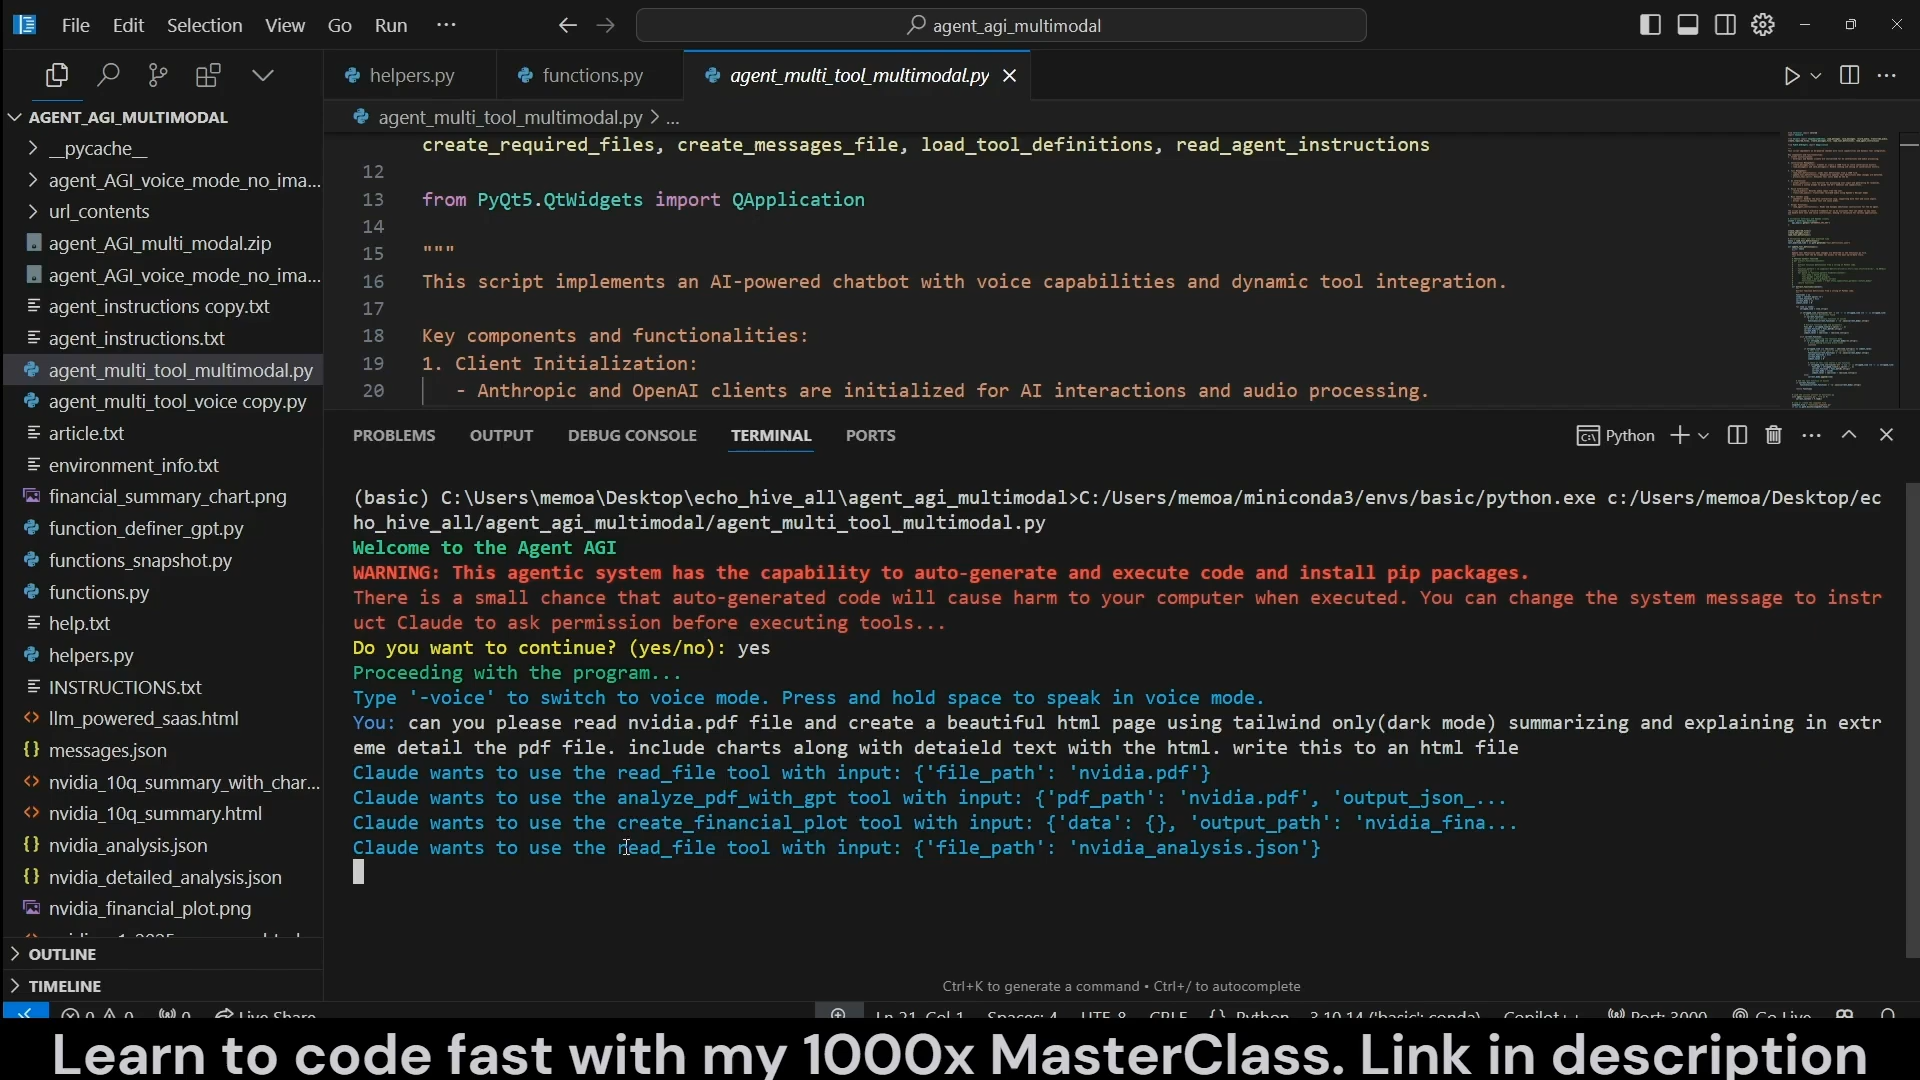 File Edit Selection View Go Run ...
agent_agi_multimodal
helpers.py
functions.py
agent_multi_tool_multimodal.py
agent_multi_tool_multimodal.py > ...
AGENT_AGI_MULTIMODAL
__pycache__
agent_AGI_voice_mode_no_ima...
url_contents
agent_AGI_multi_modal.zip
agent_AGI_voice_mode_no_ima...
agent_instructions copy.txt
agent_instructions.txt
agent_multi_tool_multimodal.py
agent_multi_tool_voice copy.py
article.txt
environment_info.txt
financial_summary_chart.png
function_definer_gpt.py
functions_snapshot.py
functions.py
help.txt
helpers.py
INSTRUCTIONS.txt
llm_powered_saas.html
messages.json
nvidia_10q_summary_with_char...
nvidia_10q_summary.html
nvidia_analysis.json
nvidia_detailed_analysis.json
nvidia_financial_plot.png
OUTLINE
TIMELINE
create_required_files, create_messages_file, load_tool_definitions, read_agent_instructions
12
13 from PyQt5.QtWidgets import QApplication
14
15 """
16 This script implements an AI-powered chatbot with voice capabilities and dynamic tool integration.
17
18 Key components and functionalities:
19 1. Client Initialization:
20 - Anthropic and OpenAI clients are initialized for AI interactions and audio processing.
PROBLEMS OUTPUT DEBUG CONSOLE TERMINAL PORTS
Python
(basic) C:\Users\memoa\Desktop\echo_hive_all\agent_agi_multimodal>C:/Users/memoa/miniconda3/envs/basic/python.exe c:/Users/memoa/Desktop/ec
ho_hive_all/agent_agi_multimodal/agent_multi_tool_multimodal.py
Welcome to the Agent AGI
WARNING: This agentic system has the capability to auto-generate and execute code and install pip packages.
There is a small chance that auto-generated code will cause harm to your computer when executed. You can change the system message to instr
uct Claude to ask permission before executing tools...
Do you want to continue? (yes/no): yes
Proceeding with the program...
Type '-voice' to switch to voice mode. Press and hold space to speak in voice mode.
You: can you please read nvidia.pdf file and create a beautiful html page using tailwind only(dark mode) summarizing and explaining in extr
eme detail the pdf file. include charts along with detaield text with the html. write this to an html file
Claude wants to use the read_file tool with input: {'file_path': 'nvidia.pdf'}
Claude wants to use the analyze_pdf_with_gpt tool with input: {'pdf_path': 'nvidia.pdf', 'output_json_...
Claude wants to use the create_financial_plot tool with input: {'data': {}, 'output_path': 'nvidia_fina...
Claude wants to use the read_file tool with input: {'file_path': 'nvidia_analysis.json'}
Ctrl+K to generate a command • Ctrl+/ to autocomplete
Learn to code fast with my 1000x MasterClass. Link in description